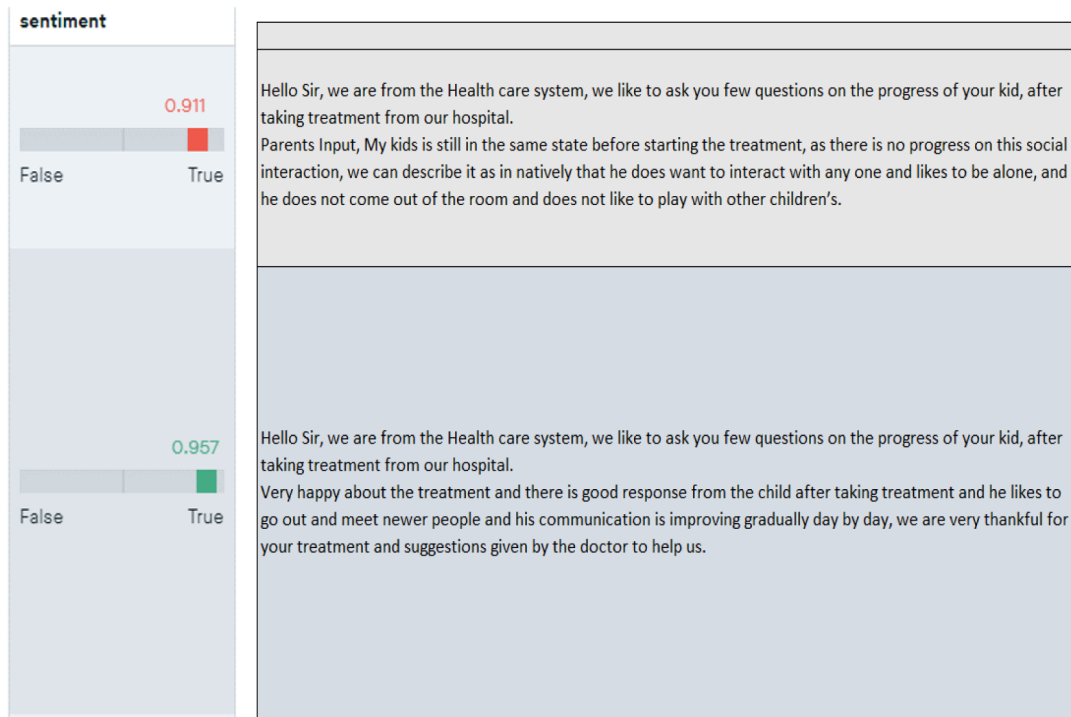 sentiment
0.911
False True
Hello Sir, we are from the Health care system, we like to ask you few questions on the progress of your kid, after
taking treatment from our hospital.
Parents Input, My kids is still in the same state before starting the treatment, as there is no progress on this social
interaction, we can describe it as in natively that he does want to interact with any one and likes to be alone, and
he does not come out of the room and does not like to play with other children’s.
0.957
False True
Hello Sir, we are from the Health care system, we like to ask you few questions on the progress of your kid, after
taking treatment from our hospital.
Very happy about the treatment and there is good response from the child after taking treatment and he likes to
go out and meet newer people and his communication is improving gradually day by day, we are very thankful for
your treatment and suggestions given by the doctor to help us.